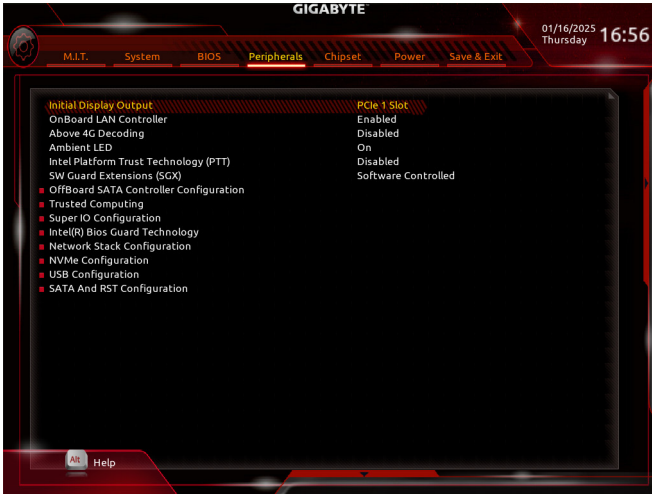 GIGABYTE™
01/16/2025 16:56
Thursday
M.I.T. System BIOS Peripherals Chipset Power Save & Exit
Initial Display Output PCIe 1 Slot
OnBoard LAN Controller Enabled
Above 4G Decoding Disabled
Ambient LED On
Intel Platform Trust Technology (PTT) Disabled
SW Guard Extensions (SGX) Software Controlled
OffBoard SATA Controller Configuration
Trusted Computing
Super IO Configuration
Intel(R) Bios Guard Technology
Network Stack Configuration
NVMe Configuration
USB Configuration
SATA And RST Configuration
Alt Help